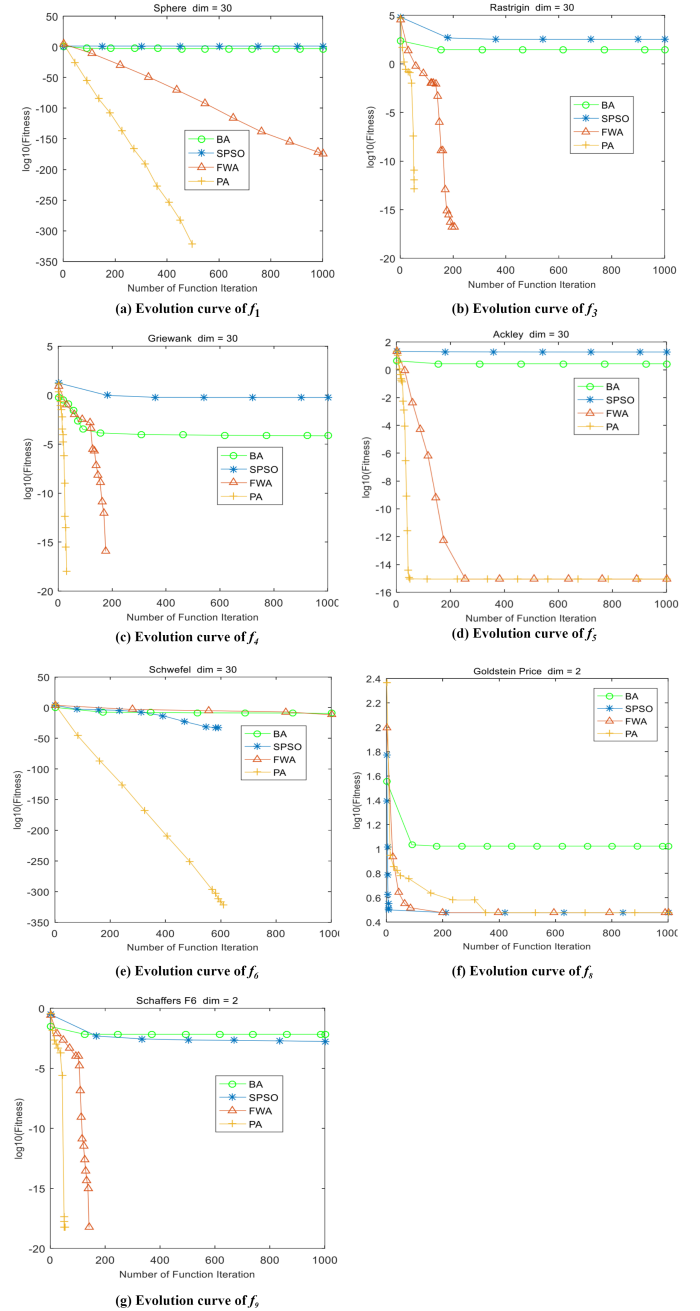 Sphere dim = 30
50
0
-50
-100
-150
-200
-250
-300
-350
log10(Fitness)
BA
SPSO
FWA
PA
0 200 400 600 800 1000
Number of Function Iteration
(a) Evolution curve of f1
Rastrigin dim = 30
5
0
-5
-10
-15
-20
log10(Fitness)
BA
SPSO
FWA
PA
0 200 400 600 800 1000
Number of Function Iteration
(b) Evolution curve of f3
Griewank dim = 30
5
0
-5
-10
-15
-20
log10(Fitness)
BA
SPSO
FWA
PA
0 200 400 600 800 1000
Number of Function Iteration
(c) Evolution curve of f4
Ackley dim = 30
2
0
-2
-4
-6
-8
-10
-12
-14
-16
log10(Fitness)
BA
SPSO
FWA
PA
0 200 400 600 800 1000
Number of Function Iteration
(d) Evolution curve of f5
Schwefel dim = 30
50
0
-50
-100
-150
-200
-250
-300
-350
log10(Fitness)
BA
SPSO
FWA
PA
0 200 400 600 800 1000
Number of Function Iteration
(e) Evolution curve of f6
Goldstein Price dim = 2
2.4
2.2
2
1.8
1.6
1.4
1.2
1
0.8
0.6
0.4
log10(Fitness)
BA
SPSO
FWA
PA
0 200 400 600 800 1000
Number of Function Iteration
(f) Evolution curve of f8
Schaffers F6 dim = 2
0
-5
-10
-15
-20
log10(Fitness)
BA
SPSO
FWA
PA
0 200 400 600 800 1000
Number of Function Iteration
(g) Evolution curve of f9